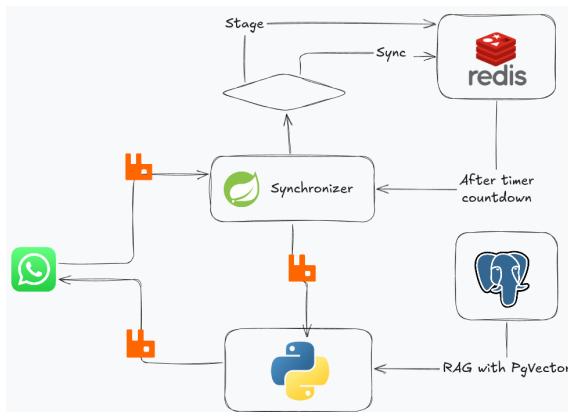 Stage
Sync
redis
Synchronizer
After timer
countdown
RAG with PgVector